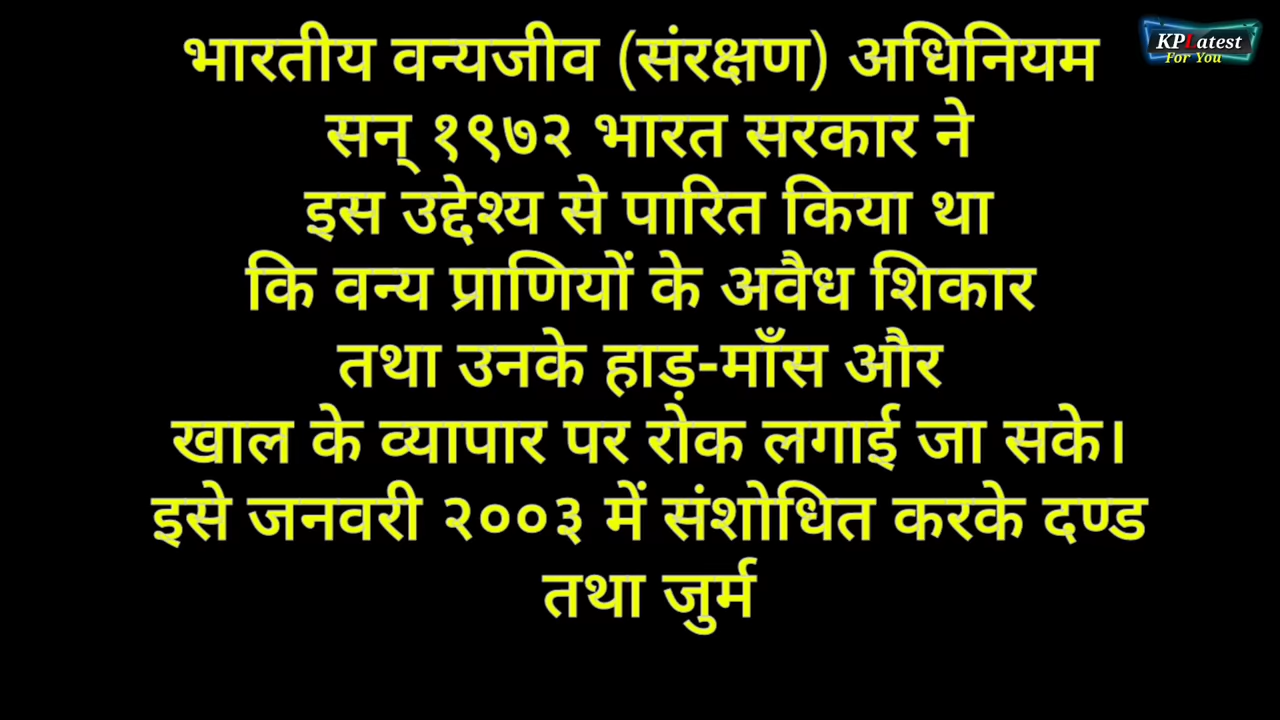 KPLatest
For You
भारतीय वन्यजीव (संरक्षण) अधिनियम
सन् १९७२ भारत सरकार ने
इस उद्देश्य से पारित किया था
कि वन्य प्राणियों के अवैध शिकार
तथा उनके हाड़-माँस और
खाल के व्यापार पर रोक लगाई जा सके।
इसे जनवरी २००३ में संशोधित करके दण्ड
तथा जुर्म